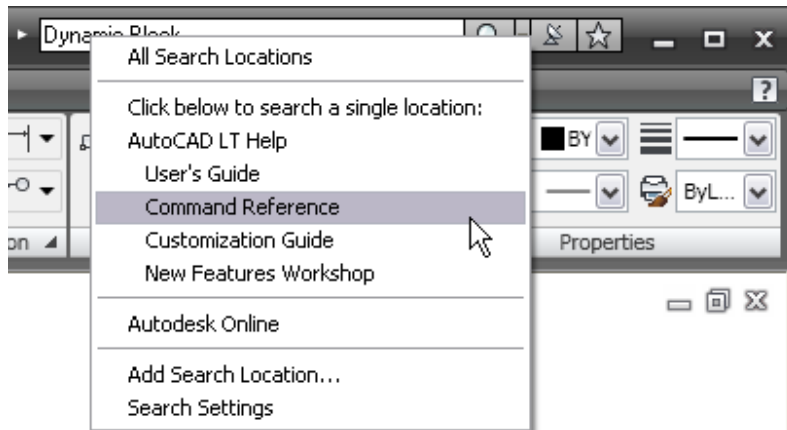 Dynamic Block
All Search Locations
Click below to search a single location:
AutoCAD LT Help
User's Guide
BY
Command Reference
ByL...
Customization Guide
on
Properties
New Features Workshop
Autodesk Online
Add Search Location...
Search Settings